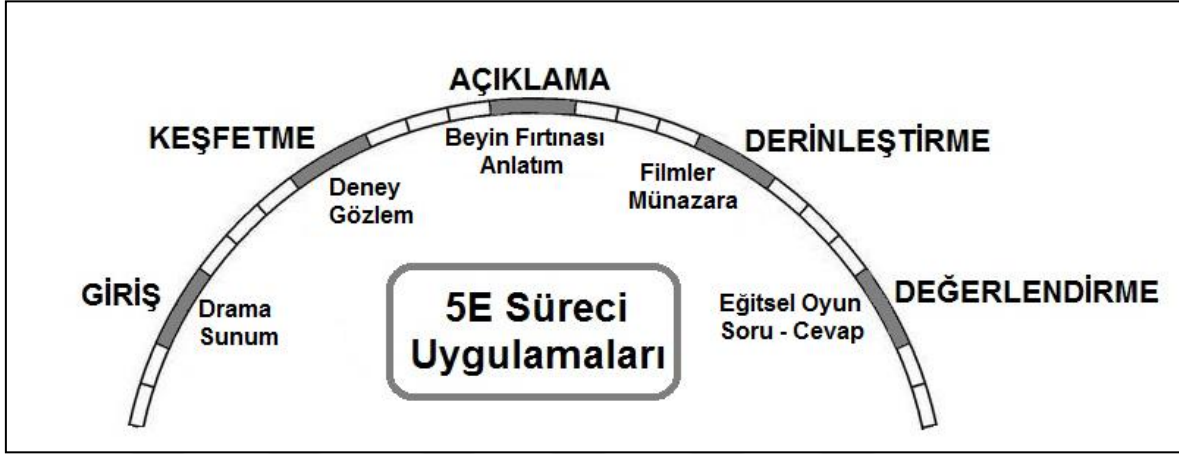 AÇIKLAMA
KEŞFETME
DERİNLEŞTİRME
Beyin Fırtınası
Anlatım
Deney
Gözlem
Filmler
Münazara
GİRİŞ
Drama
Sunum
5E Süreci
Uygulamaları
Eğitsel Oyun
Soru - Cevap
DEĞERLENDİRME